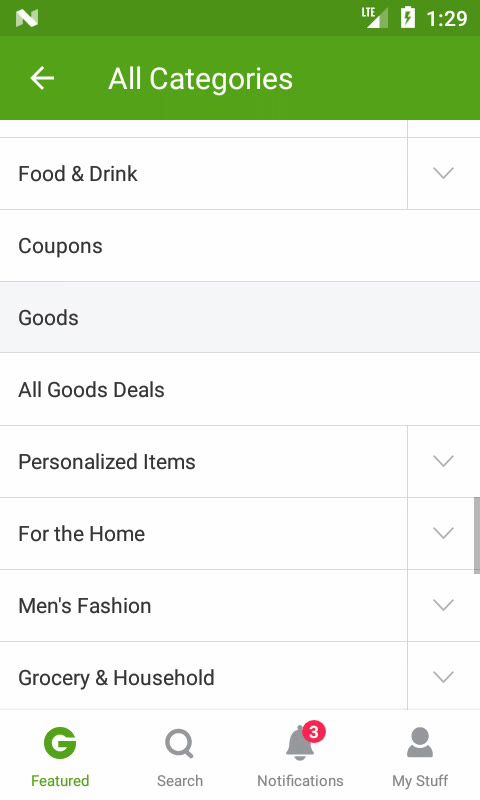 LTE 1:29
All Categories
Food & Drink
Coupons
Goods
All Goods Deals
Personalized Items
For the Home
Men's Fashion
Grocery & Household
3
Featured Search Notifications My Stuff